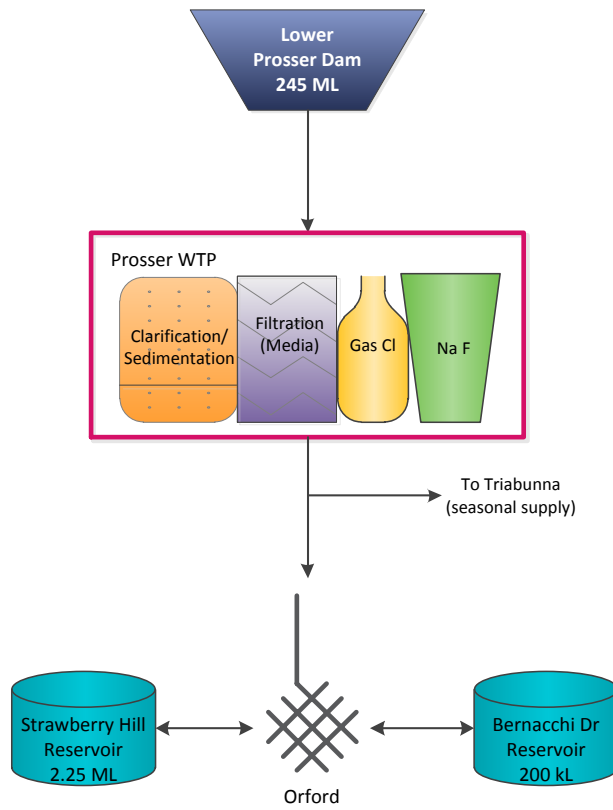 Lower
Prosser Dam
245 ML
Prosser WTP
Clarification/
Sedimentation
Filtration
(Media)
Gas Cl
Na F
To Triabunna
(seasonal supply)
Strawberry Hill
Reservoir
2.25 ML
Bernacchi Dr
Reservoir
200 kL
Orford